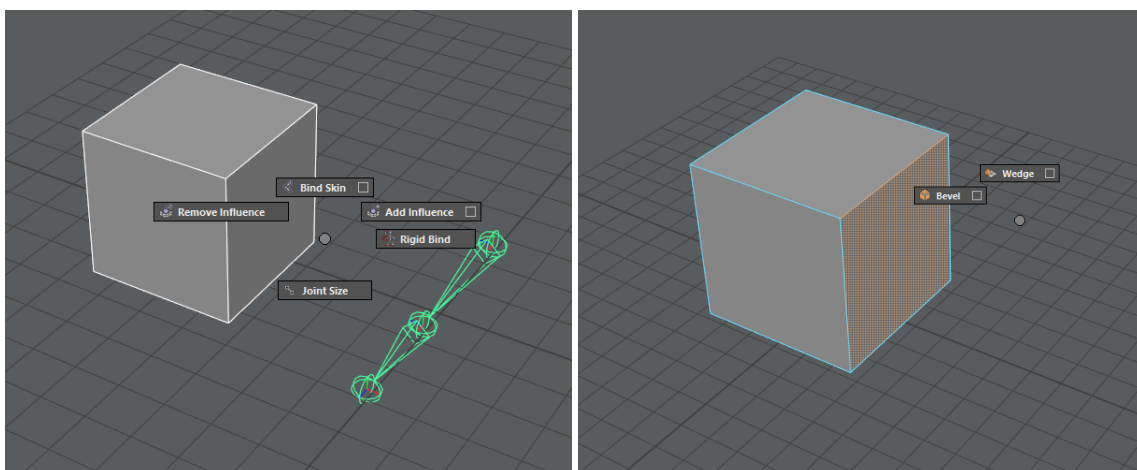 Bind Skin
Remove Influence
Add Influence
Rigid Bind
Joint Size
Wedge
Bevel